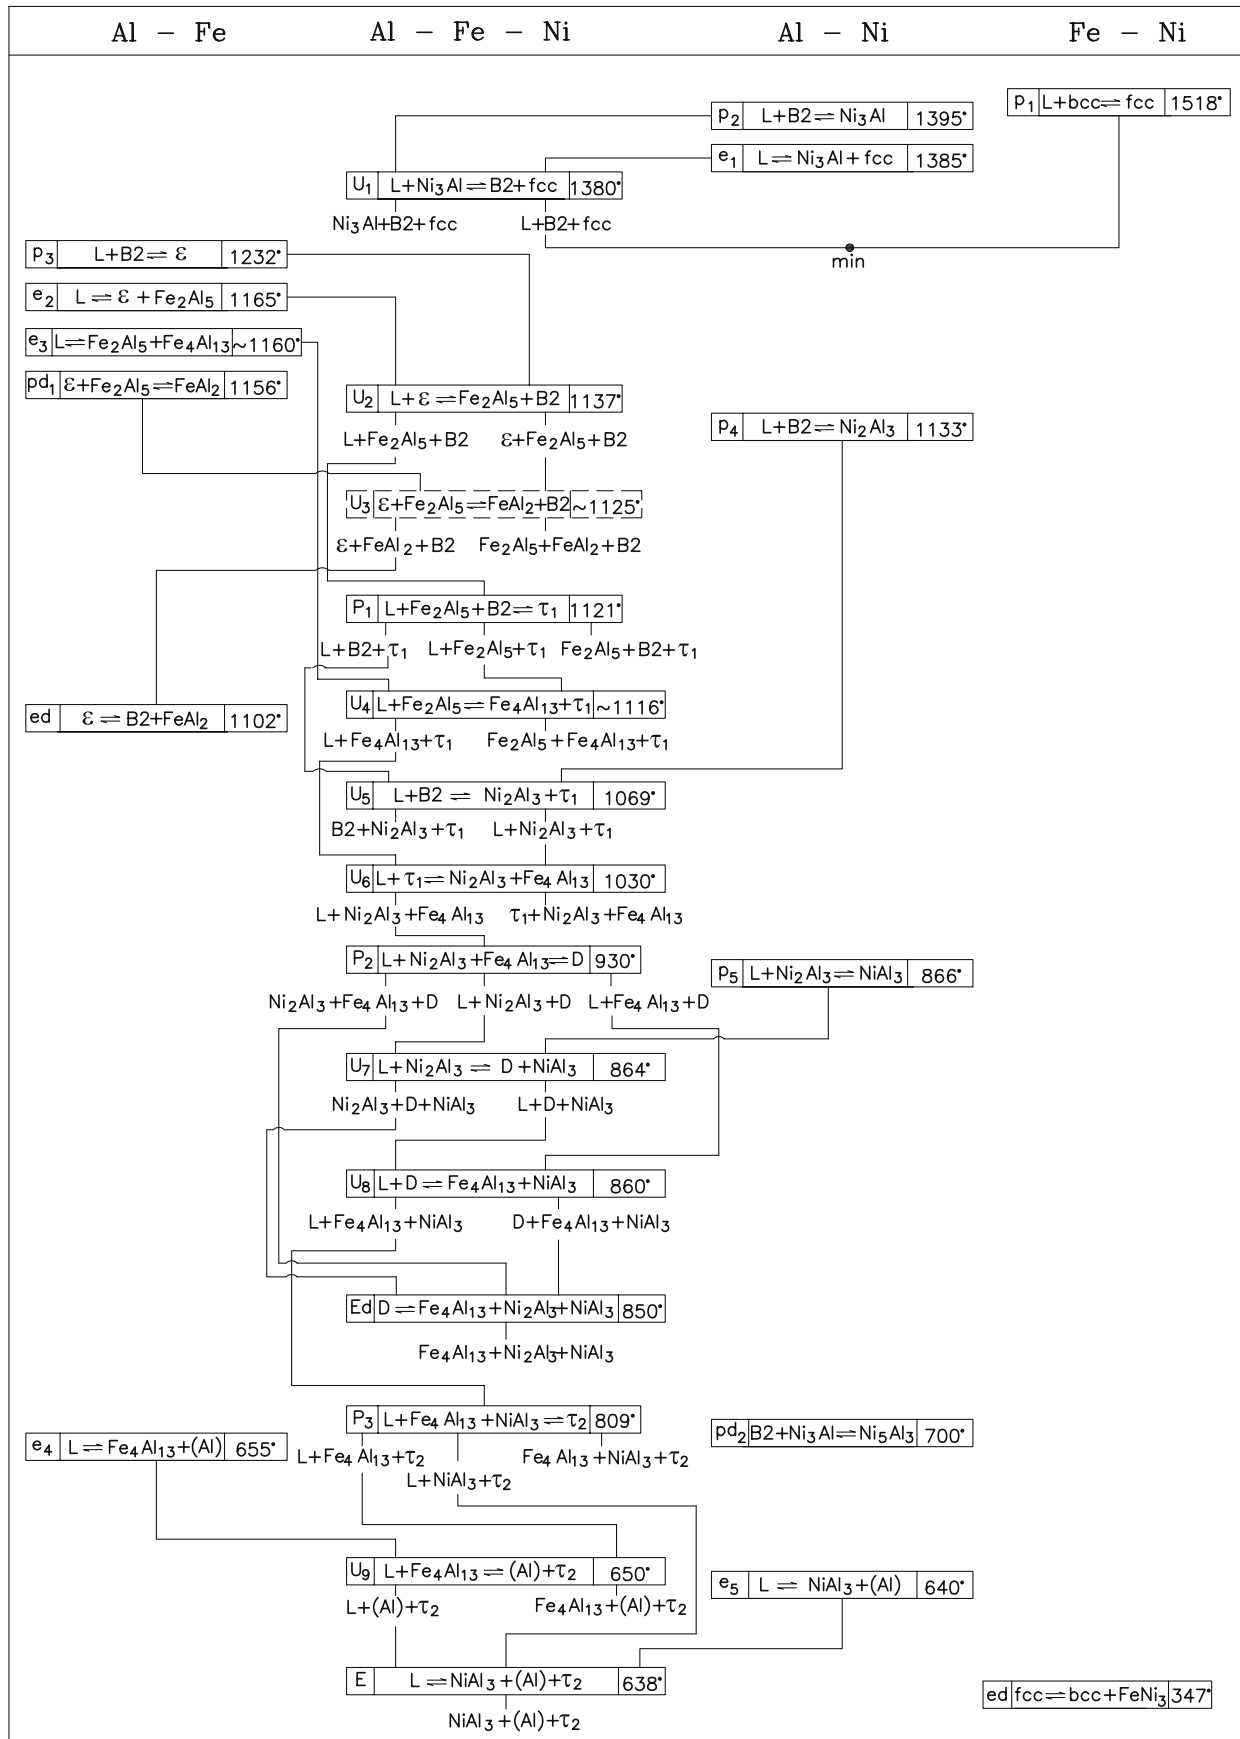 Al – Fe    Al – Fe – Ni    Al – Ni    Fe – Ni
p₁ L+bcc⇌fcc 1518°
p₂ L+B2⇌Ni₃Al 1395°
e₁ L⇌Ni₃Al+fcc 1385°
U₁ L+Ni₃Al⇌B2+fcc 1380°
Ni₃Al+B2+fcc    L+B2+fcc
min
p₃ L+B2⇌ε 1232°
e₂ L⇌ε+Fe₂Al₅ 1165°
e₃ L⇌Fe₂Al₅+Fe₄Al₁₃ ~1160°
pd₁ ε+Fe₂Al₅⇌FeAl₂ 1156°
U₂ L+ε⇌Fe₂Al₅+B2 1137°
p₄ L+B2⇌Ni₂Al₃ 1133°
L+Fe₂Al₅+B2    ε+Fe₂Al₅+B2
U₃ ε+Fe₂Al₅⇌FeAl₂+B2 ~1125°
ε+FeAl₂+B2    Fe₂Al₅+FeAl₂+B2
P₁ L+Fe₂Al₅+B2⇌τ₁ 1121°
L+B2+τ₁    L+Fe₂Al₅+τ₁    Fe₂Al₅+B2+τ₁
U₄ L+Fe₂Al₅⇌Fe₄Al₁₃+τ₁ ~1116°
ed ε⇌B2+FeAl₂ 1102°
L+Fe₄Al₁₃+τ₁    Fe₂Al₅+Fe₄Al₁₃+τ₁
U₅ L+B2⇌Ni₂Al₃+τ₁ 1069°
B2+Ni₂Al₃+τ₁    L+Ni₂Al₃+τ₁
U₆ L+τ₁⇌Ni₂Al₃+Fe₄Al₁₃ 1030°
L+Ni₂Al₃+Fe₄Al₁₃    τ₁+Ni₂Al₃+Fe₄Al₁₃
P₂ L+Ni₂Al₃+Fe₄Al₁₃⇌D 930°
p₅ L+Ni₂Al₃⇌NiAl₃ 866°
Ni₂Al₃+Fe₄Al₁₃+D    L+Ni₂Al₃+D    L+Fe₄Al₁₃+D
U₇ L+Ni₂Al₃⇌D+NiAl₃ 864°
Ni₂Al₃+D+NiAl₃    L+D+NiAl₃
U₈ L+D⇌Fe₄Al₁₃+NiAl₃ 860°
L+Fe₄Al₁₃+NiAl₃    D+Fe₄Al₁₃+NiAl₃
Ed D⇌Fe₄Al₁₃+Ni₂Al₃+NiAl₃ 850°
Fe₄Al₁₃+Ni₂Al₃+NiAl₃
P₃ L+Fe₄Al₁₃+NiAl₃⇌τ₂ 809°
pd₂ B2+Ni₃Al⇌Ni₅Al₃ 700°
e₄ L⇌Fe₄Al₁₃+(Al) 655°
L+Fe₄Al₁₃+τ₂    Fe₄Al₁₃+NiAl₃+τ₂
L+NiAl₃+τ₂
U₉ L+Fe₄Al₁₃⇌(Al)+τ₂ 650°
e₅ L⇌NiAl₃+(Al) 640°
L+(Al)+τ₂    Fe₄Al₁₃+(Al)+τ₂
E L⇌NiAl₃+(Al)+τ₂ 638°
ed fcc⇌bcc+FeNi₃ 347°
NiAl₃+(Al)+τ₂